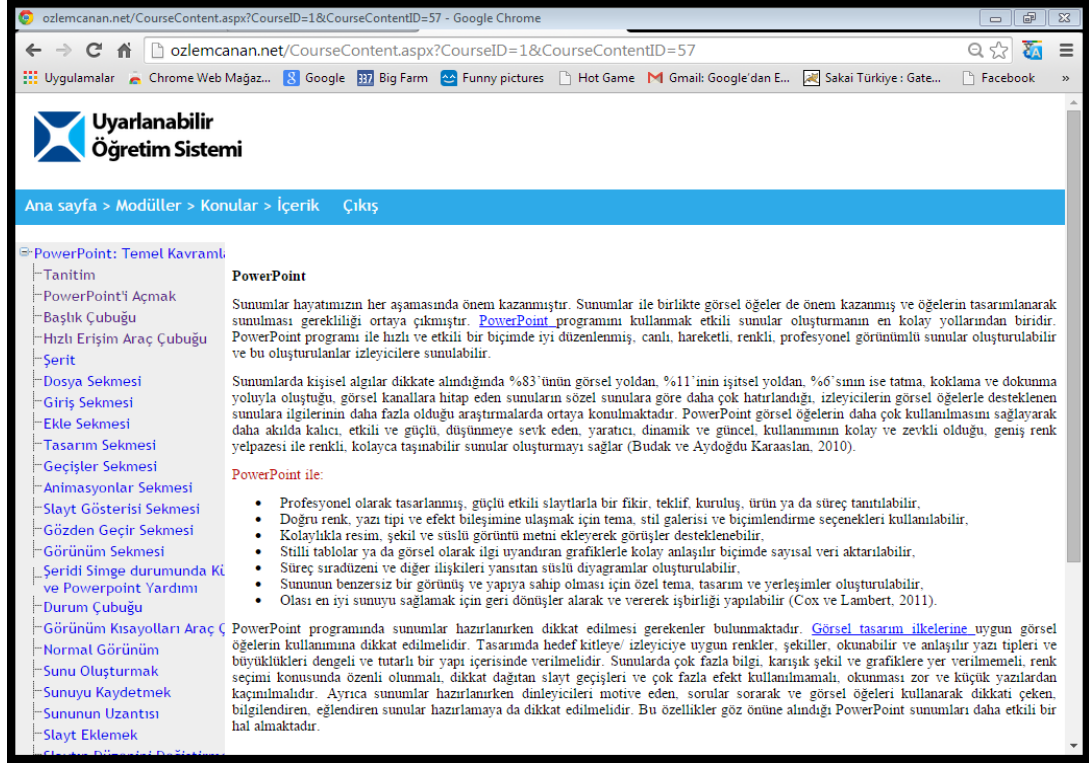 ozlemcanan.net/CourseContent.aspx?CourseID=1&CourseContentID=57 - Google Chrome
ozlemcanan.net/CourseContent.aspx?CourseID=1&CourseContentID=57
Uygulamalar Chrome Web Mağaz... Google 337 Big Farm Funny pictures Hot Game Gmail: Google'dan E... Sakai Türkiye : Gate... Facebook »
Uyarlanabilir
Öğretim Sistemi
Ana sayfa > Modüller > Konular > İçerik Çıkış
PowerPoint: Temel Kavraml
Tanitim
PowerPoint'i Açmak
Başlık Çubuğu
Hızlı Erişim Araç Çubuğu
Şerit
Dosya Sekmesi
Giriş Sekmesi
Ekle Sekmesi
Tasarım Sekmesi
Geçişler Sekmesi
Animasyonlar Sekmesi
Slayt Gösterisi Sekmesi
Gözden Geçir Sekmesi
Görünüm Sekmesi
Şeridi Simge durumunda Kü
ve Powerpoint Yardımı
Durum Çubuğu
Görünüm Kısayolları Araç Ç
Normal Görünüm
Sunu Oluşturmak
Sunuyu Kaydetmek
Sununun Uzantısı
Slayt Eklemek
PowerPoint
Sunumlar hayatımızın her aşamasında önem kazanmıştır. Sunumlar ile birlikte görsel öğeler de önem kazanmış ve öğelerin tasarımlanarak
sunulması gerekliliği ortaya çıkmıştır. PowerPoint programını kullanmak etkili sunular oluşturmanın en kolay yollarından biridir.
PowerPoint programı ile hızlı ve etkili bir biçimde iyi düzenlenmiş, canlı, hareketli, renkli, profesyonel görünümlü sunular oluşturulabilir
ve bu oluşturulanlar izleyicilere sunulabilir.
Sunumlarda kişisel algılar dikkate alındığında %83`ünün görsel yoldan, %11`inin işitsel yoldan, %6`sının ise tatma, koklama ve dokunma
yoluyla oluştuğu, görsel kanallara hitap eden sunuların sözel sunulara göre daha çok hatırlandığı, izleyicilerin görsel öğelerle desteklenen
sunulara ilgilerinin daha fazla olduğu araştırmalarda ortaya konulmaktadır. PowerPoint görsel öğelerin daha çok kullanılmasını sağlayarak
daha akılda kalıcı, etkili ve güçlü, düşünmeye sevk eden, yaratıcı, dinamik ve güncel, kullanımının kolay ve zevkli olduğu, geniş renk
yelpazesi ile renkli, kolayca taşınabilir sunular oluşturmayı sağlar (Budak ve Aydoğdu Karaaslan, 2010).
PowerPoint ile:
• Profesyonel olarak tasarlanmış, güçlü etkili slaytlarla bir fikir, teklif, kuruluş, ürün ya da süreç tanıtılabilir,
• Doğru renk, yazı tipi ve efekt bileşimine ulaşmak için tema, stil galerisi ve biçimlendirme seçenekleri kullanılabilir,
• Kolaylıkla resim, şekil ve süslü görüntü metni ekleyerek görüşler desteklenebilir,
• Stilli tablolar ya da görsel olarak ilgi uyandıran grafiklerle kolay anlaşılır biçimde sayısal veri aktarılabilir,
• Süreç sıradüzeni ve diğer ilişkileri yansıtan süslü diyagramlar oluşturulabilir,
• Sununun benzersiz bir görünüş ve yapıya sahip olması için özel tema, tasarım ve yerleşimler oluşturulabilir,
• Olası en iyi sunuyu sağlamak için geri dönüşler alarak ve vererek işbirliği yapılabilir (Cox ve Lambert, 2011).
PowerPoint programında sunumlar hazırlanırken dikkat edilmesi gerekenler bulunmaktadır. Görsel tasarım ilkelerine uygun görsel
öğelerin kullanımına dikkat edilmelidir. Tasarımda hedef kitleye/ izleyiciye uygun renkler, şekiller, okunabilir ve anlaşılır yazı tipleri ve
büyüklükleri dengeli ve tutarlı bir yapı içerisinde verilmelidir. Sunularda çok fazla bilgi, karışık şekil ve grafiklere yer verilmemeli, renk
seçimi konusunda özenli olunmalı, dikkat dağıtan slayt geçişleri ve çok fazla efekt kullanılmamalı, okunması zor ve küçük yazılardan
kaçınılmalıdır. Ayrıca sunumlar hazırlanırken dinleyicileri motive eden, sorular sorarak ve görsel öğeleri kullanarak dikkati çeken,
bilgilendiren, eğlendiren sunular hazırlamaya da dikkat edilmelidir. Bu özellikler göz önüne alındığı PowerPoint sunumları daha etkili bir
hal almaktadır.